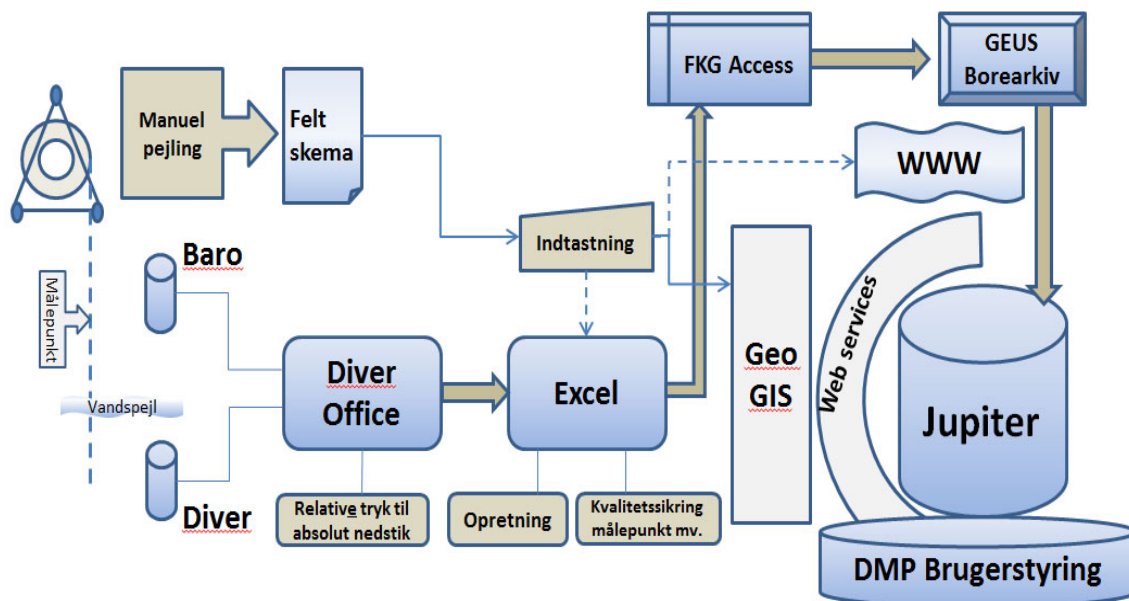 FKG Access
GEUS
Borearkiv
Manuel
pejling
Felt
skema
WWW
Indtastning
Baro
Målepunkt
Diver
Office
Excel
Geo
GIS
Web services
Jupiter
Vandspejl
Diver
Relative tryk til
absolut nedstik
Opretning
Kvalitetssikring
målepunkt mv.
DMP Brugerstyring